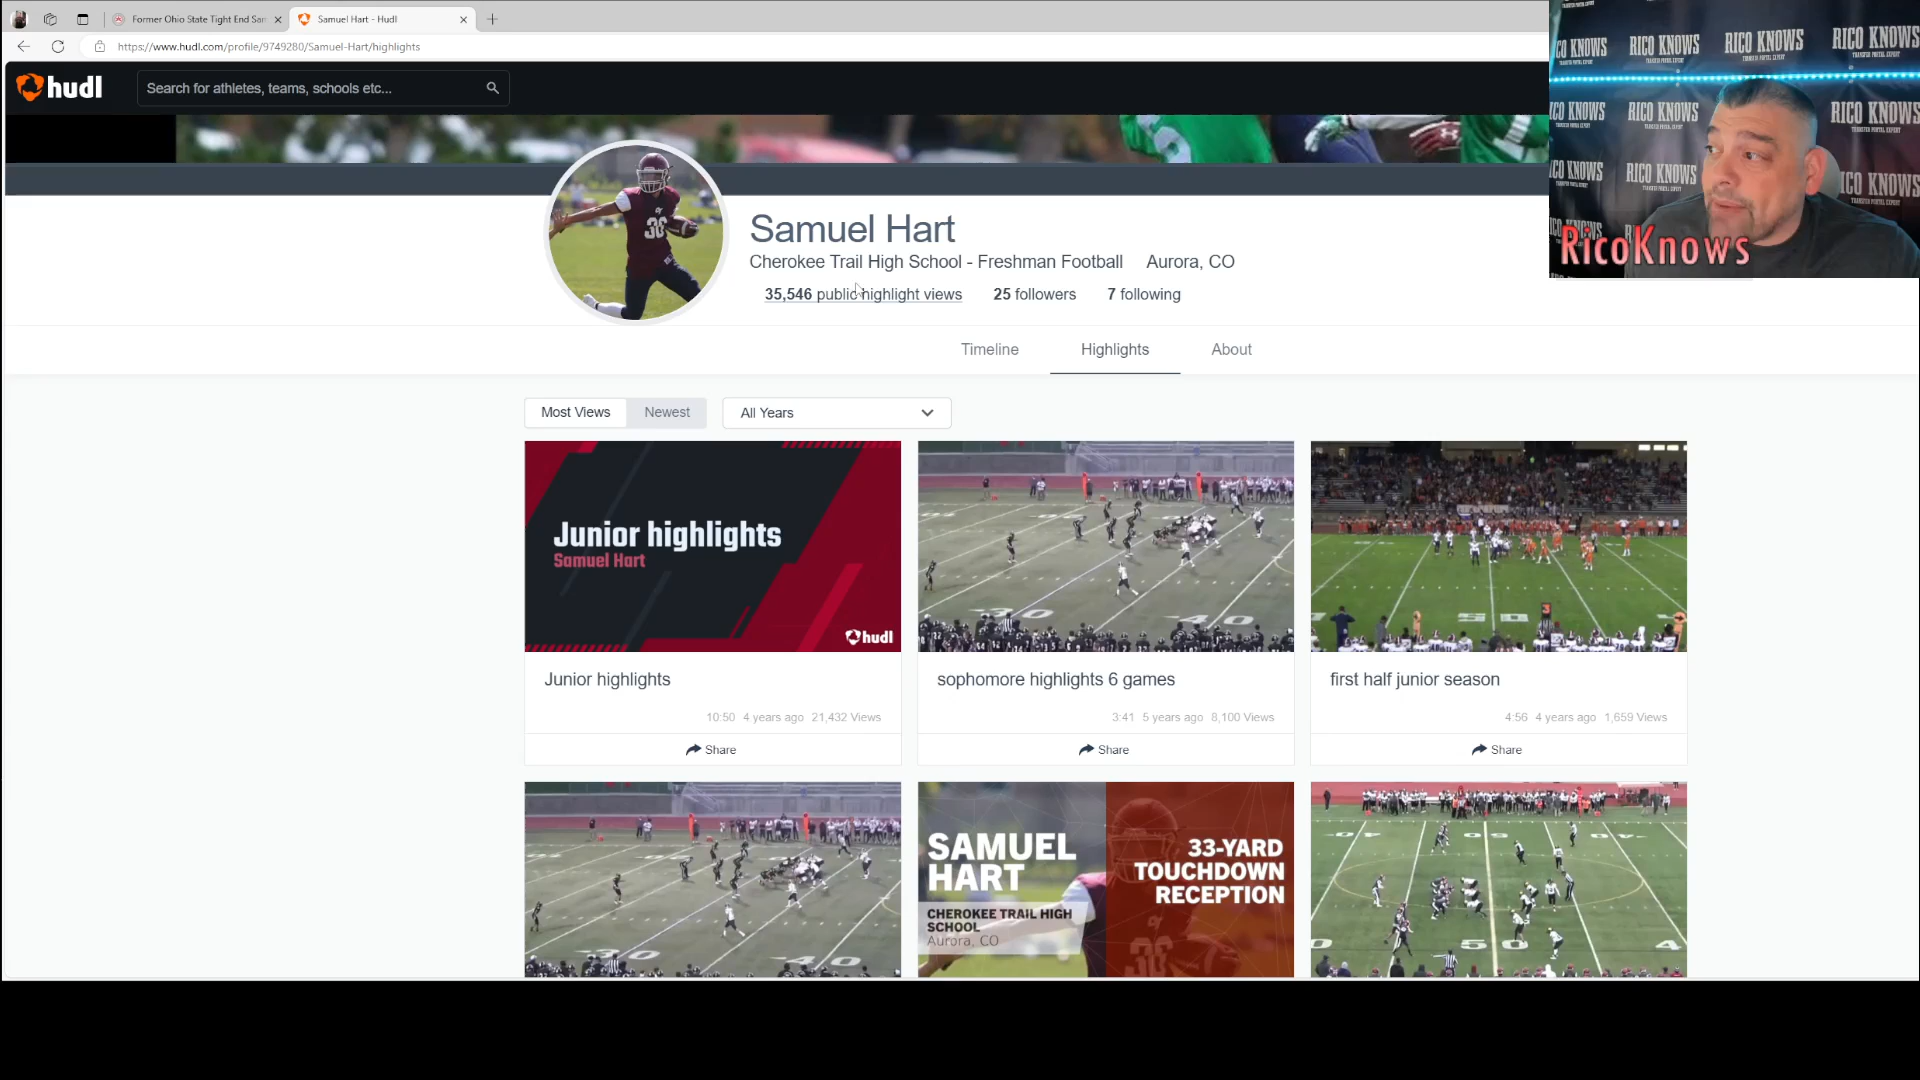 Former Ohio State Tight End Sam
Samuel Hart - Hudl
https://www.hudl.com/profile/9749280/Samuel-Hart/highlights
hudl
Search for athletes, teams, schools etc...
Samuel Hart
Cherokee Trail High School - Freshman Football Aurora, CO
35,546 public highlight views 25 followers 7 following
Timeline Highlights About
Most Views Newest All Years
Junior highlights
Samuel Hart
hudl
Junior highlights
10:50 4 years ago 21,432 Views
Share
sophomore highlights 6 games
3:41 5 years ago 8,100 Views
Share
first half junior season
4:56 4 years ago 1,659 Views
Share
SAMUEL
HART
CHEROKEE TRAIL HIGH
SCHOOL
Aurora, CO
33-YARD
TOUCHDOWN
RECEPTION
RICO KNOWS
TRANSFER PORTAL EXPERT
RicoKnows